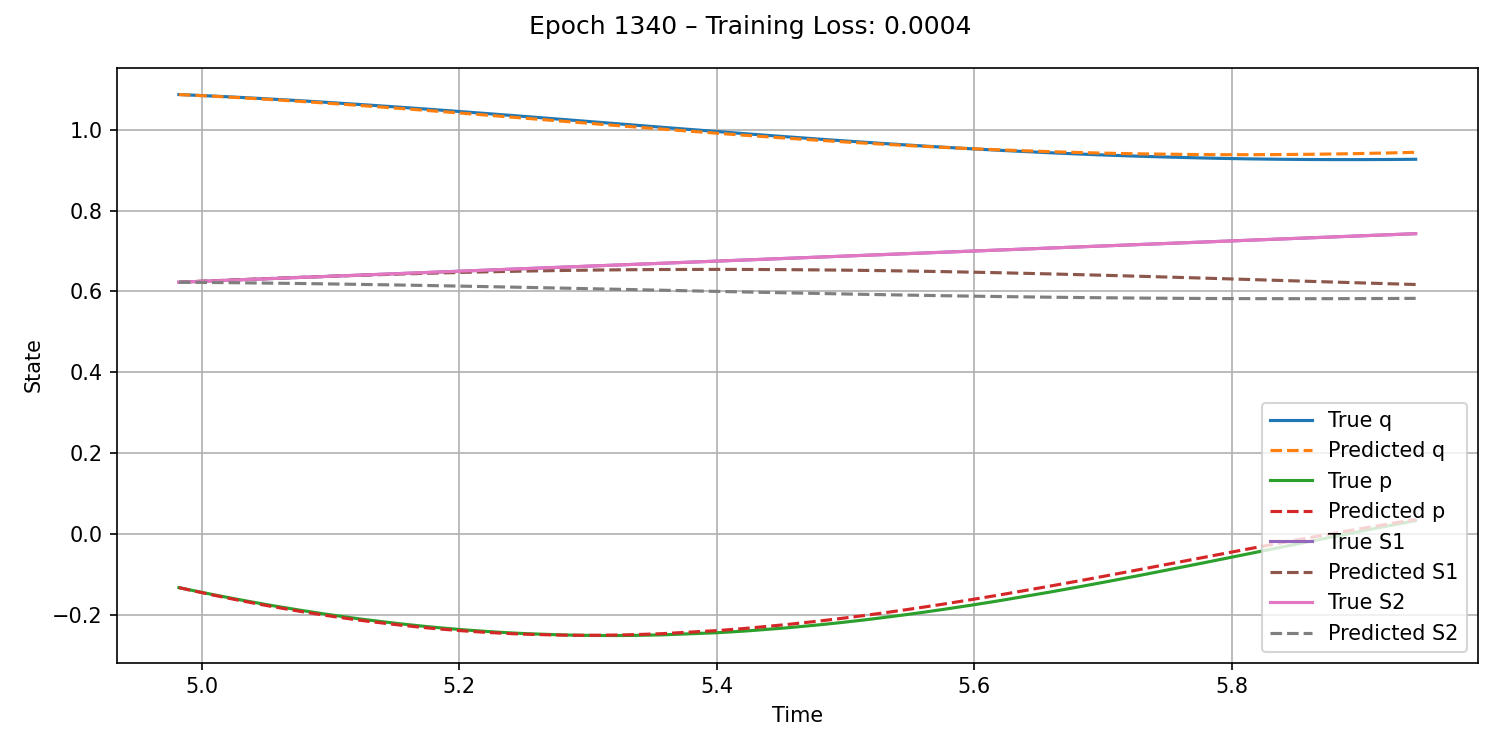 Epoch 1340 – Training Loss: 0.0004
1.0
0.8
0.6
0.4
0.2
0.0
−0.2
State
5.0 5.2 5.4 5.6 5.8
Time
True q
Predicted q
True p
Predicted p
True S1
Predicted S1
True S2
Predicted S2